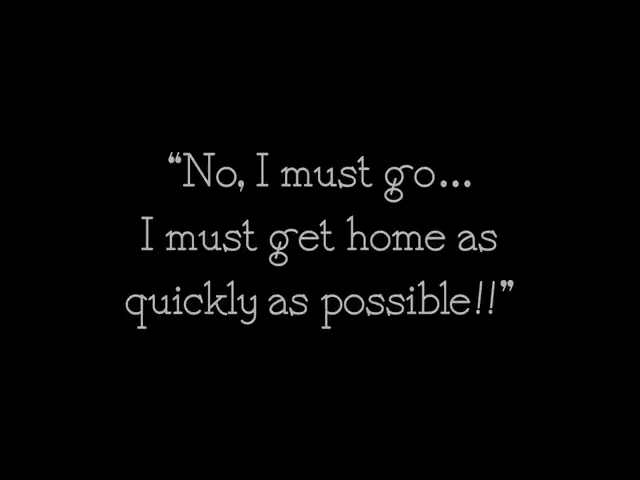 “No, I must go...
I must get home as
quickly as possible!!”